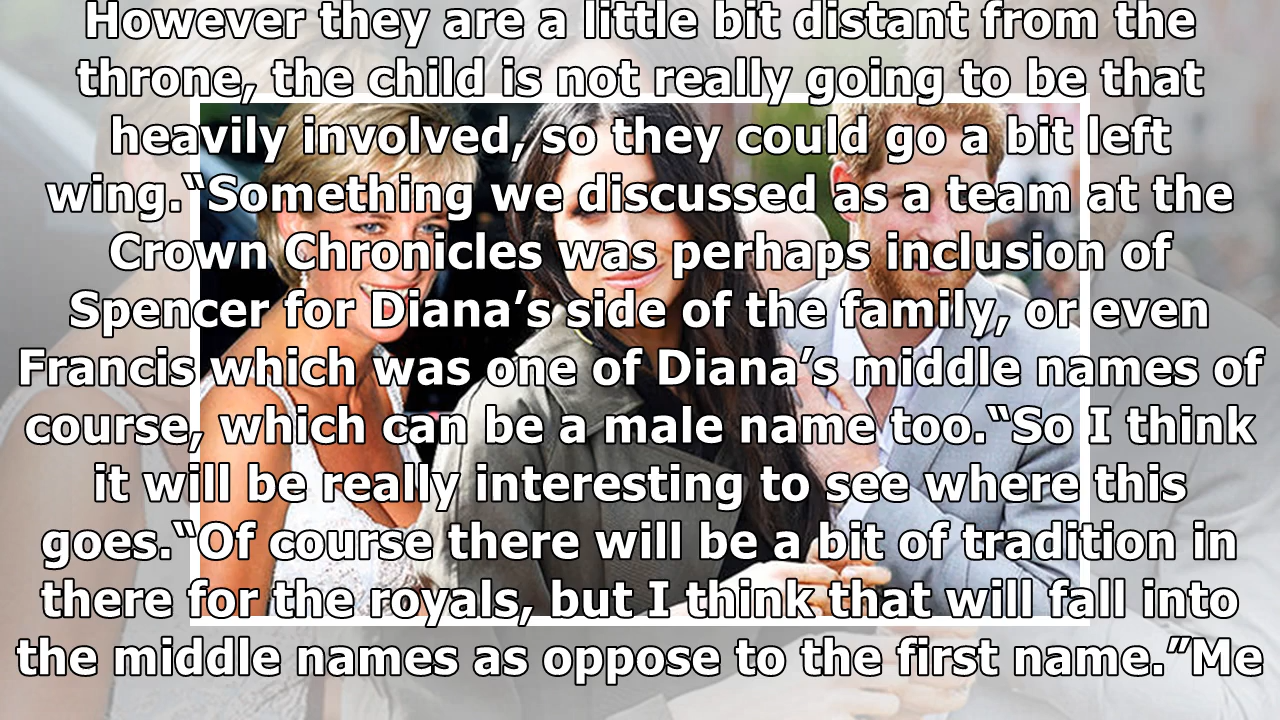 However they are a little bit distant from the
throne, the child is not really going to be that
heavily involved, so they could go a bit left
wing.“Something we discussed as a team at the
Crown Chronicles was perhaps inclusion of
Spencer for Diana’s side of the family, or even
Francis which was one of Diana’s middle names of
course, which can be a male name too.“So I think
it will be really interesting to see where this
goes.“Of course there will be a bit of tradition in
there for the royals, but I think that will fall into
the middle names as oppose to the first name.”Me